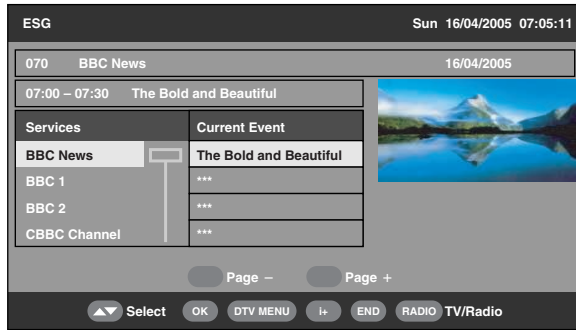 ESG Sun 16/04/2005 07:05:11
070 BBC News 16/04/2005
07:00 – 07:30 The Bold and Beautiful
Services Current Event
BBC News The Bold and Beautiful
BBC 1 ***
BBC 2 ***
CBBC Channel ***
Page – Page +
Select OK DTV MENU i+ END RADIO TV/Radio